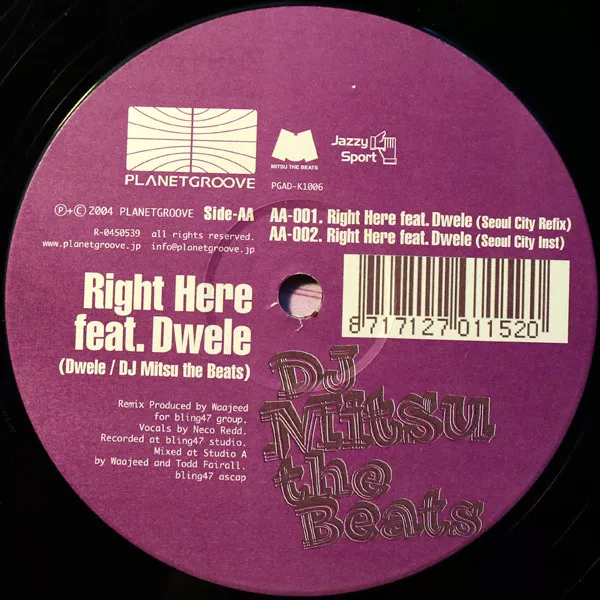 PLANETGROOVE
MITSU THE BEATS
Jazzy
Sport
PGAD-K1006
℗+© 2004 PLANETGROOVE Side-AA
R-0450539 all rights reserved.
www.planetgroove.jp info@planetgroove.jp
AA-001. Right Here feat. Dwele (Seoul City Refix)
AA-002. Right Here feat. Dwele (Seoul City Inst)
8 717127 011520
Right Here
feat. Dwele
(Dwele / DJ Mitsu the Beats)
Remix Produced by Waajeed
for bling47 group.
Vocals by Neco Redd.
Recorded at bling47 studio.
Mixed at Studio A
by Waajeed and Todd Fairall.
bling47 ascap
DJ
Mitsu
the
Beats